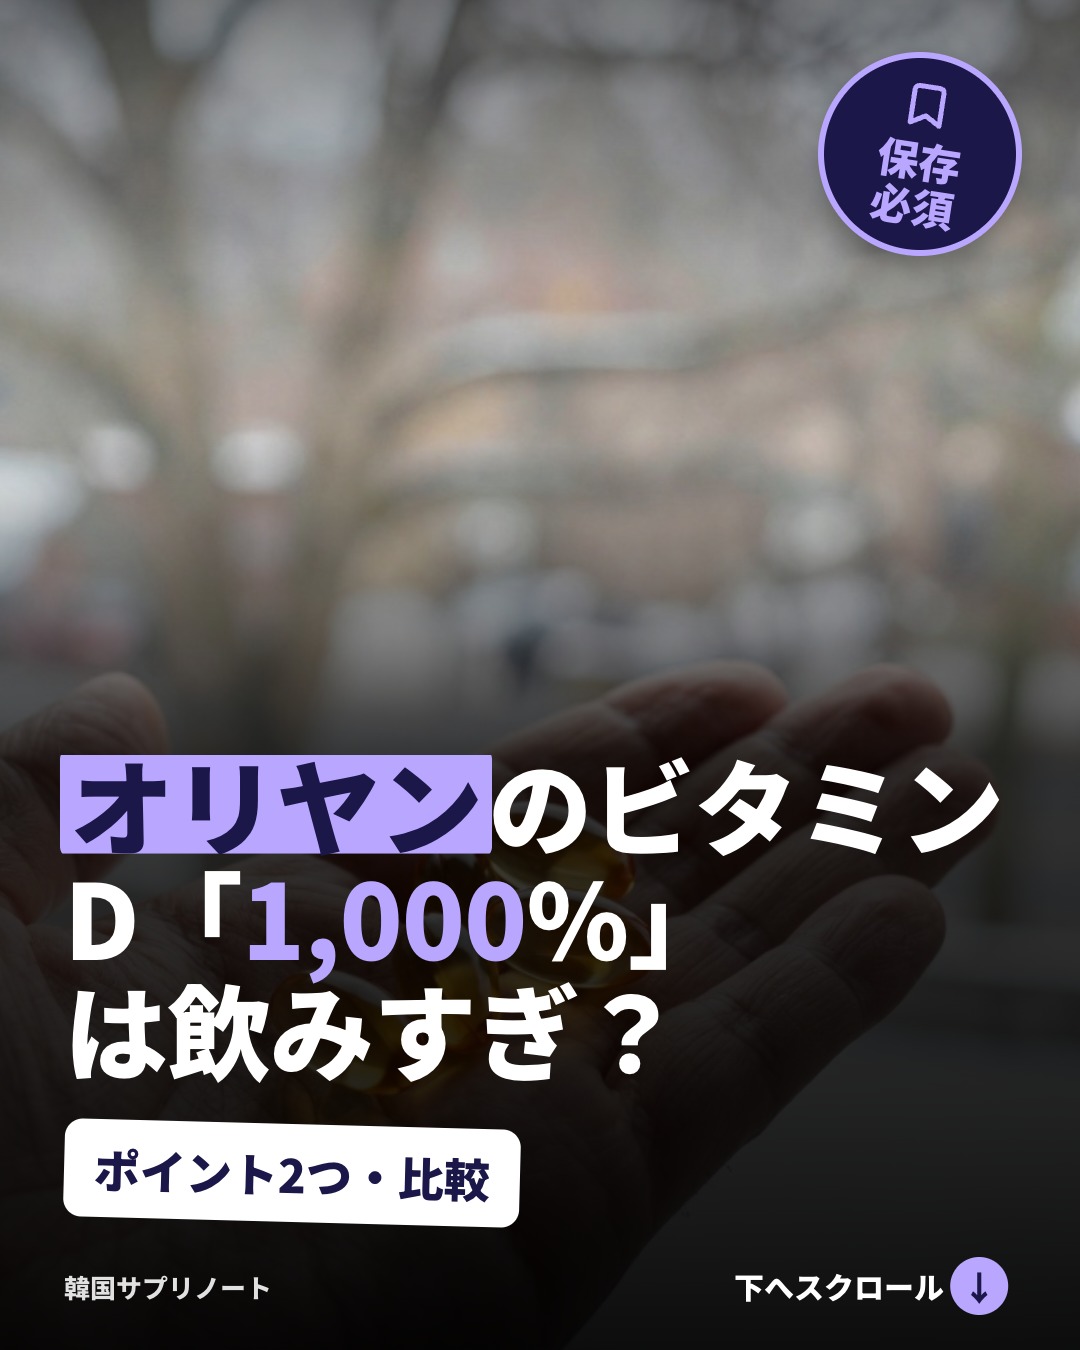 保存
必須
オリヤンのビタミン
D「1,000%」
は飲みすぎ？
ポイント2つ・比較
韓国サプリノート
下へスクロール ↓